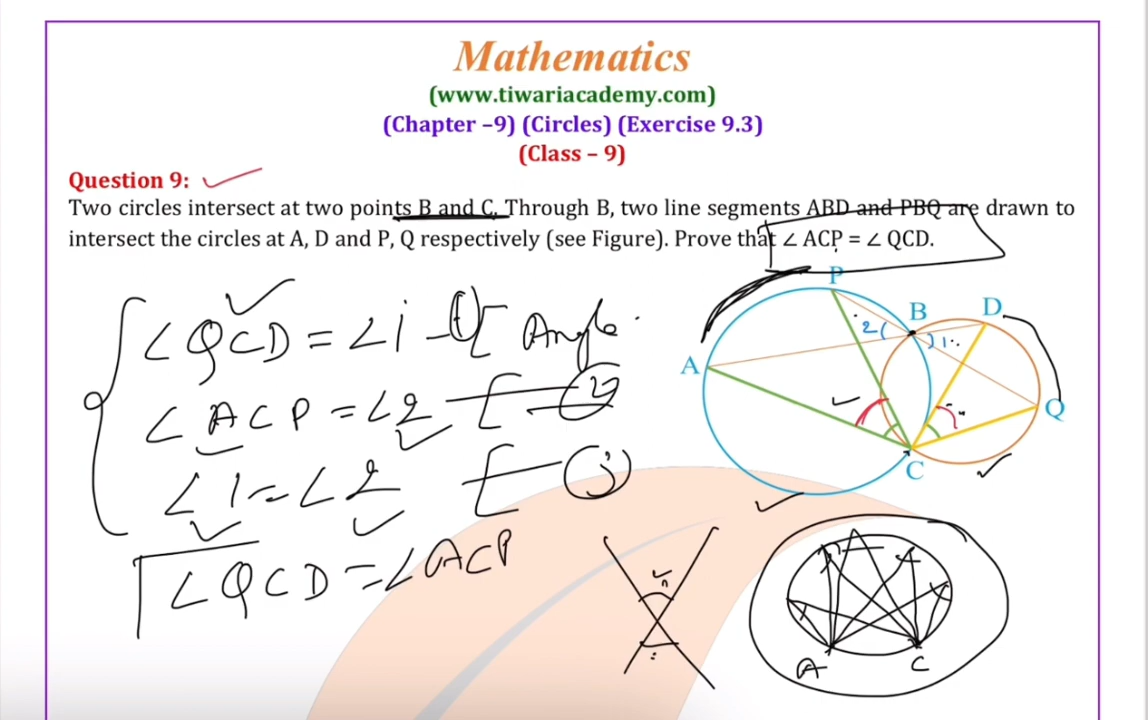 Mathematics
(www.tiwariacademy.com)
(Chapter –9) (Circles) (Exercise 9.3)
(Class – 9)
Question 9:
Two circles intersect at two points B and C. Through B, two line segments ABD and PBQ are drawn to
intersect the circles at A, D and P, Q respectively (see Figure). Prove that ∠ ACP = ∠ QCD.
∠QCD = ∠1 Angle
∠ACP = ∠2
∠1 = ∠2 (3)
∠QCD = ∠ACP
P
B
D
2
1
A
Q
C
A
C